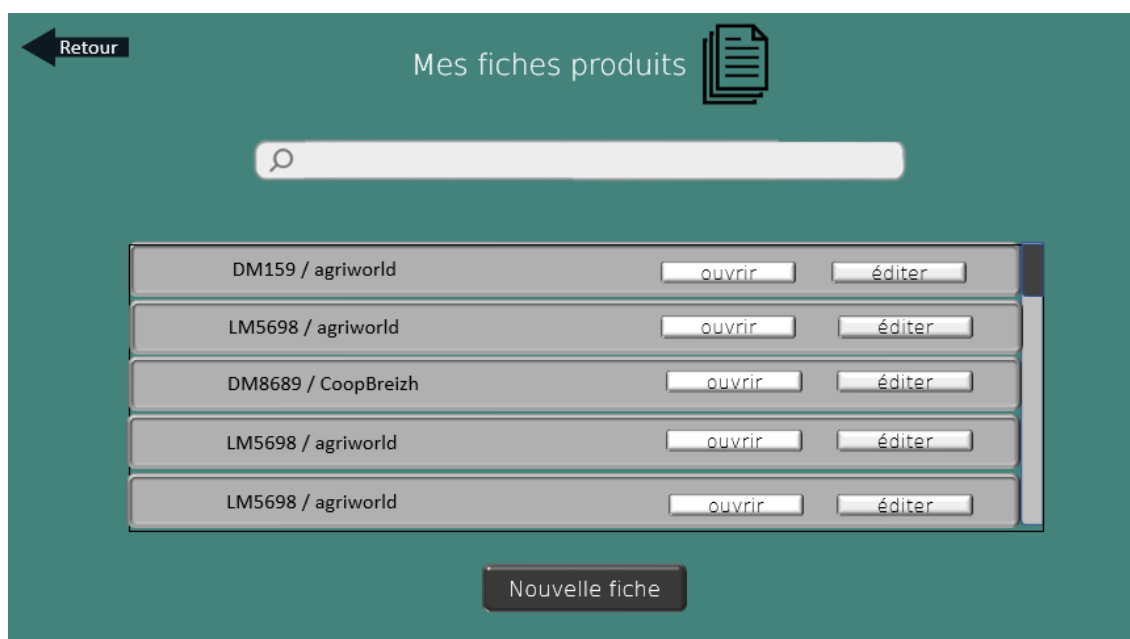 Retour
Mes fiches produits
DM159 / agriworld ouvrir éditer
LM5698 / agriworld ouvrir éditer
DM8689 / CoopBreizh ouvrir éditer
LM5698 / agriworld ouvrir éditer
LM5698 / agriworld ouvrir éditer
Nouvelle fiche